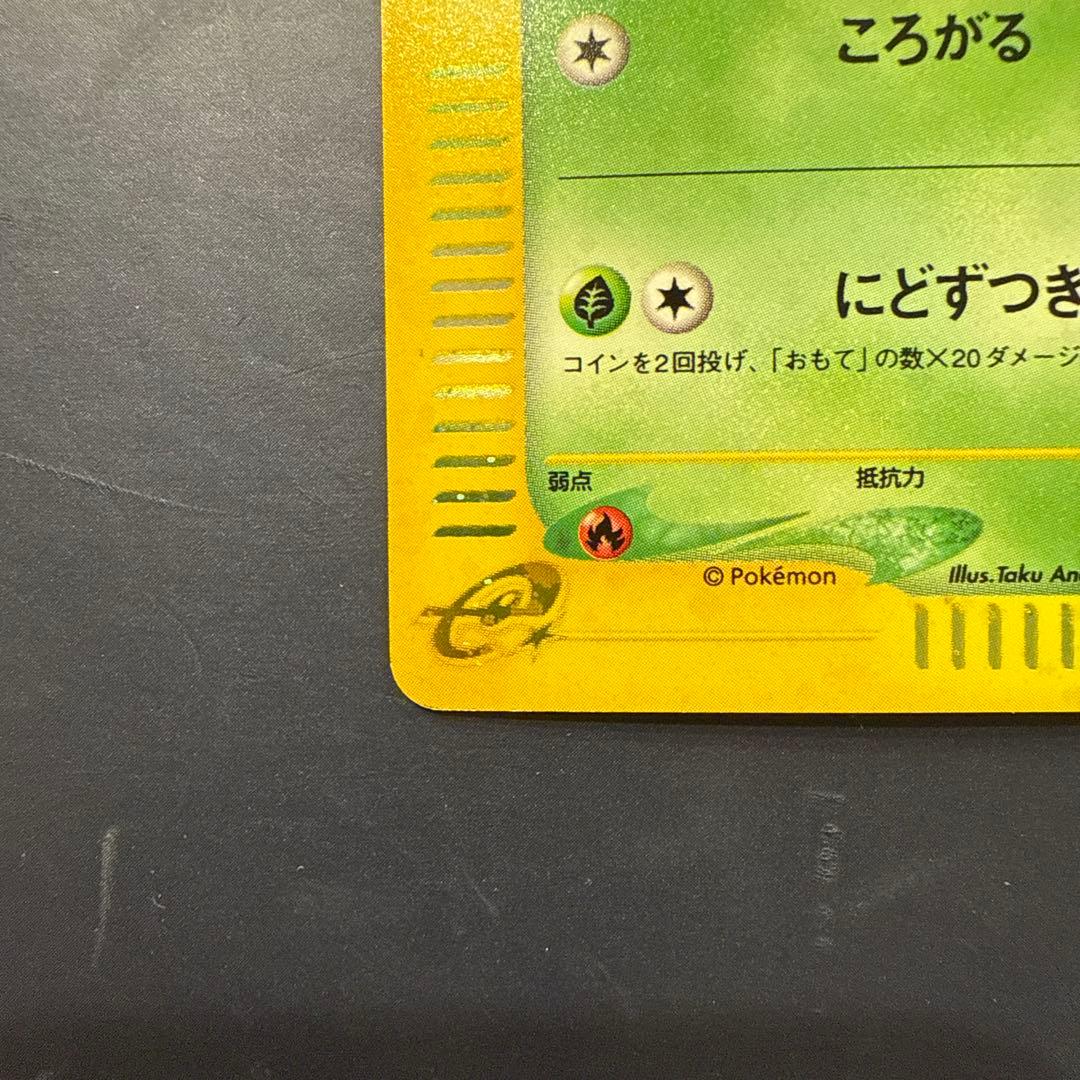 ころがる
にどずつき
コインを2回投げ、「おもて」の数×20ダメージ
弱点 抵抗力
© Pokémon Illus.Taku